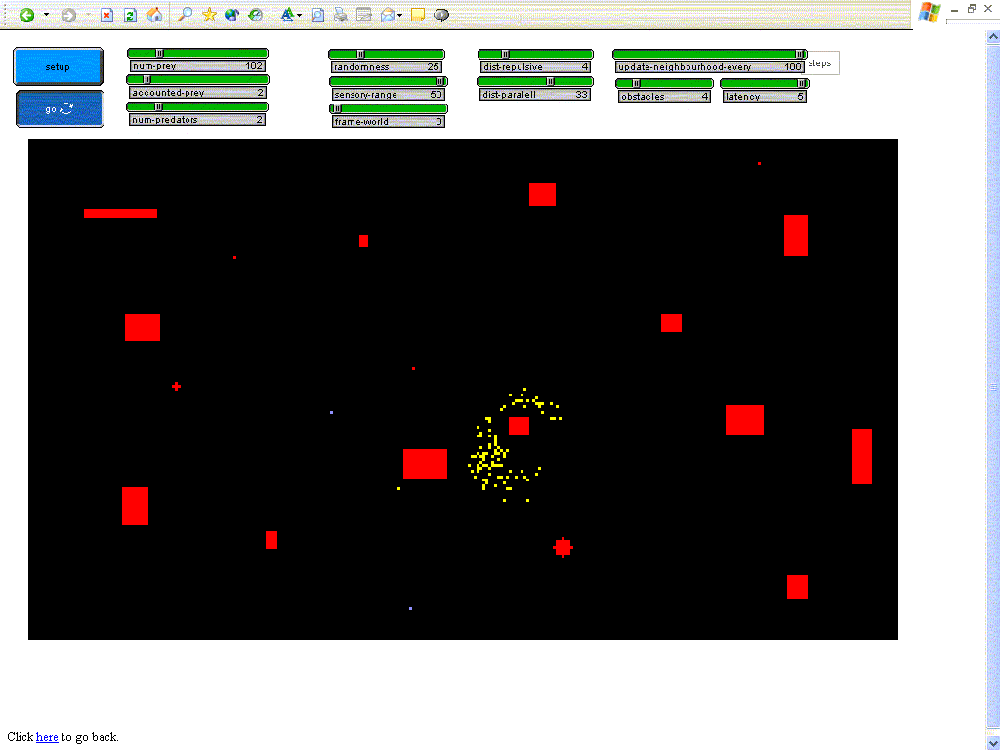 setup
go
num-prey 102
accounted-prey 2
num-predators 2
randomness 25
sensory-range 50
frame-world 0
dist-repulsive 4
dist-paralell 33
update-neighbourhood-every 100
steps
obstacles 4
latency 5
Click here to go back.